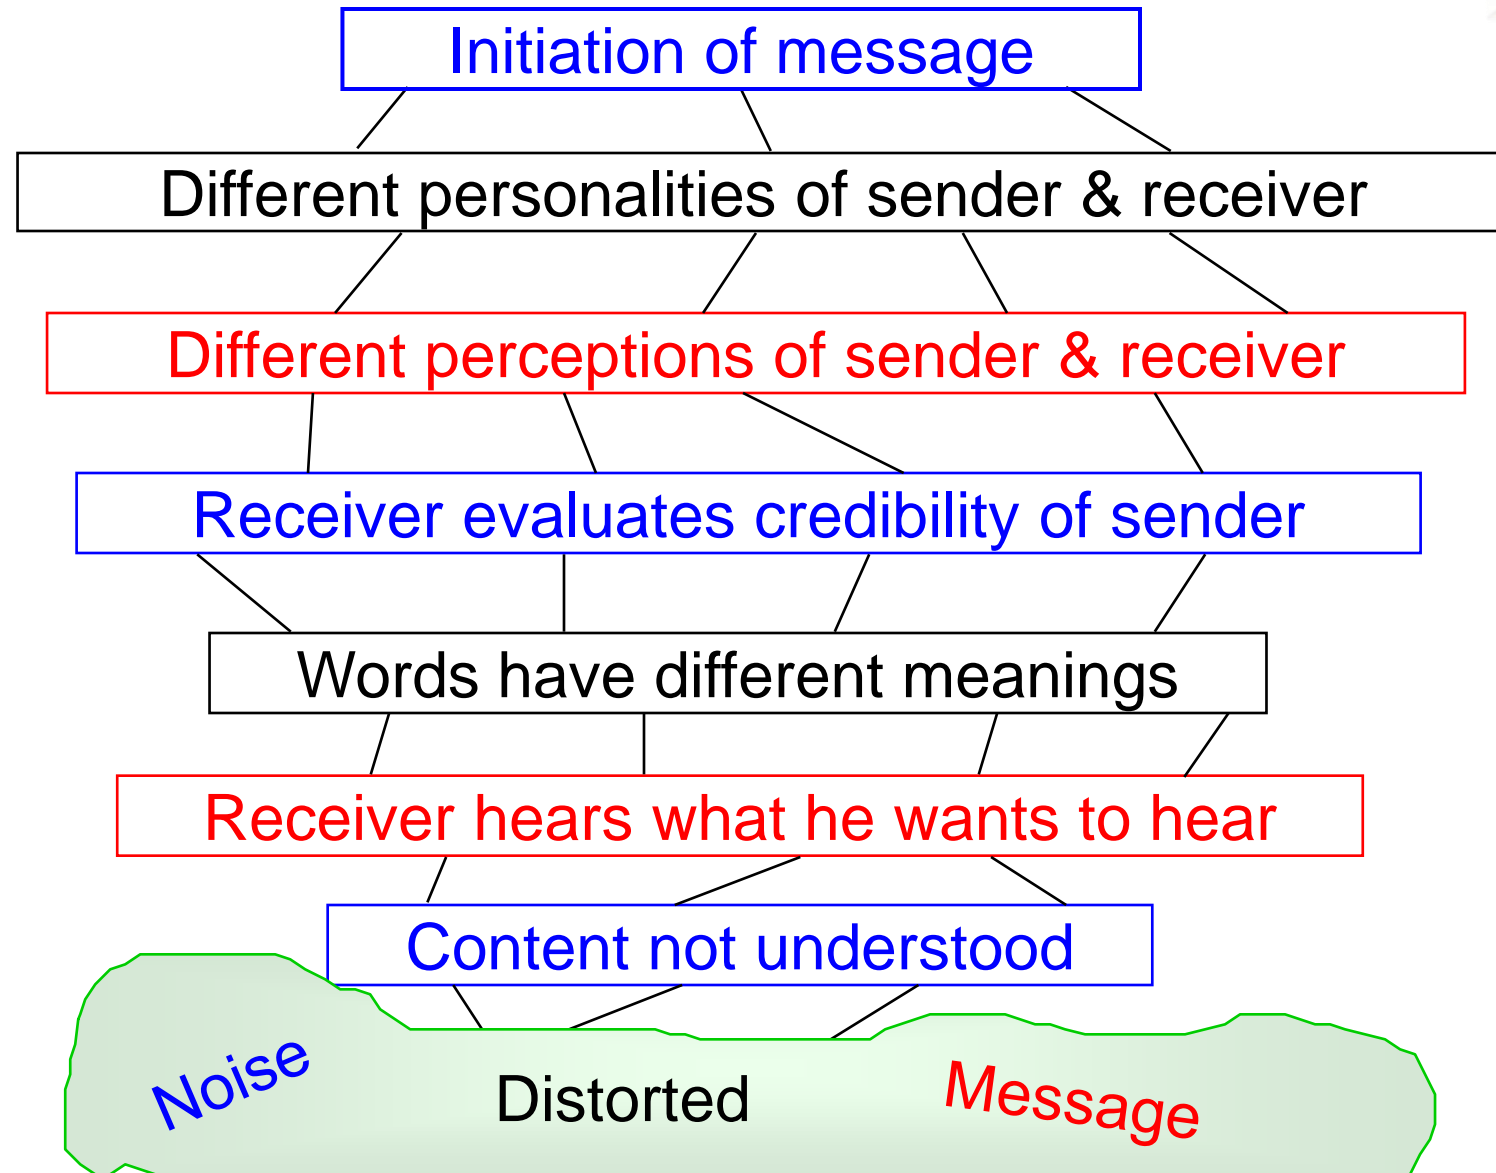 Initiation of message
Different personalities of sender & receiver
Different perceptions of sender & receiver
Receiver evaluates credibility of sender
Words have different meanings
Receiver hears what he wants to hear
Content not understood
Noise Distorted Message